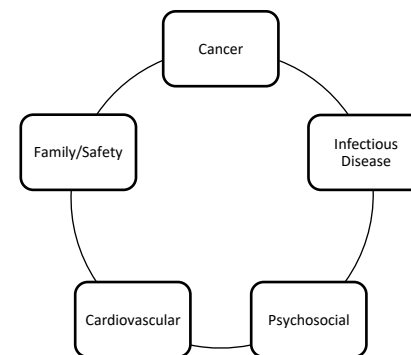 Cancer
Infectious
Disease
Psychosocial
Cardiovascular
Family/Safety